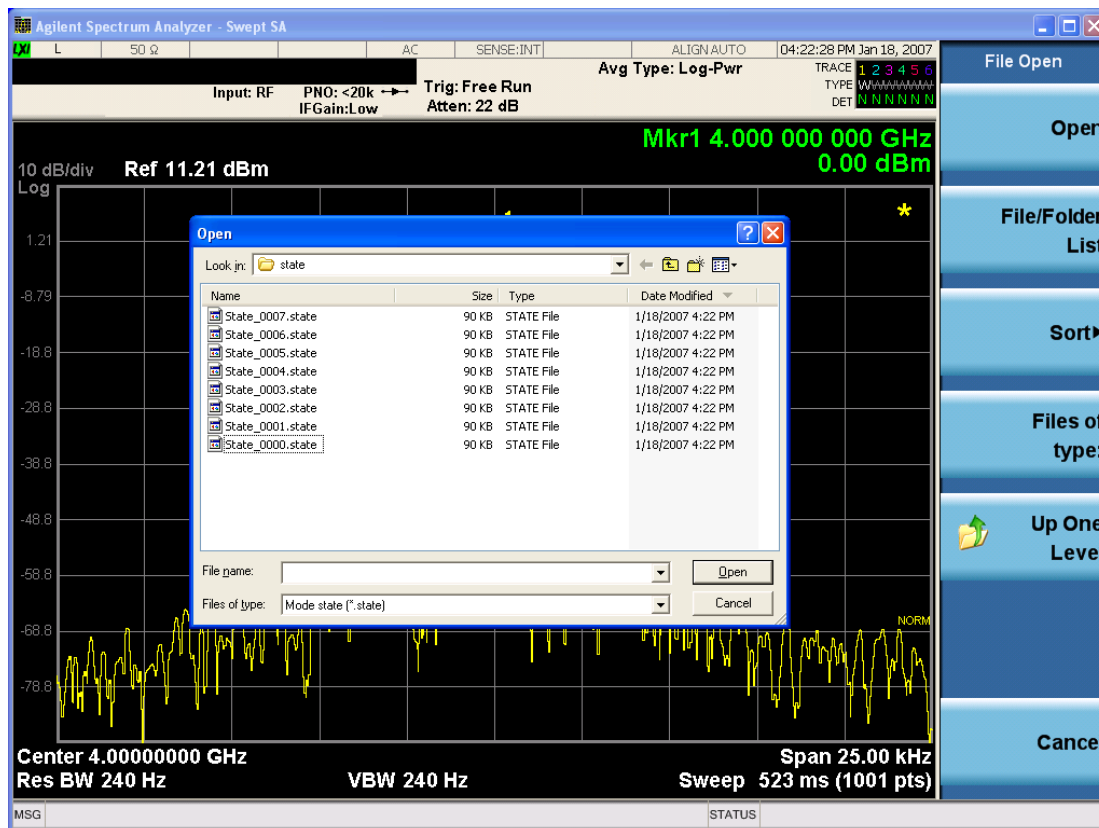 Agilent Spectrum Analyzer - Swept SA
LXI L 50 Ω AC SENSE:INT ALIGN AUTO 04:22:28 PM Jan 18, 2007
Input: RF PNO: <20k IFGain:Low
Trig: Free Run
Atten: 22 dB
Avg Type: Log-Pwr
TRACE 1 2 3 4 5 6
TYPE
DET N N N N N N
Mkr1 4.000 000 000 GHz
0.00 dBm
10 dB/div Ref 11.21 dBm
Log
1.21
-8.79
-18.8
-28.8
-38.8
-48.8
-58.8
-68.8
-78.8
*
Open
Look in: state
Name Size Type Date Modified
State_0007.state 90 KB STATE File 1/18/2007 4:22 PM
State_0006.state 90 KB STATE File 1/18/2007 4:22 PM
State_0005.state 90 KB STATE File 1/18/2007 4:22 PM
State_0004.state 90 KB STATE File 1/18/2007 4:22 PM
State_0003.state 90 KB STATE File 1/18/2007 4:22 PM
State_0002.state 90 KB STATE File 1/18/2007 4:22 PM
State_0001.state 90 KB STATE File 1/18/2007 4:22 PM
State_0000.state 90 KB STATE File 1/18/2007 4:22 PM
File name: Open
Files of type: Mode state (*.state) Cancel
NORM
Center 4.00000000 GHz Span 25.00 kHz
Res BW 240 Hz VBW 240 Hz Sweep 523 ms (1001 pts)
MSG STATUS
File Open
Open
File/Folder
List
Sort
Files of
type:
Up One
Leve
Cance